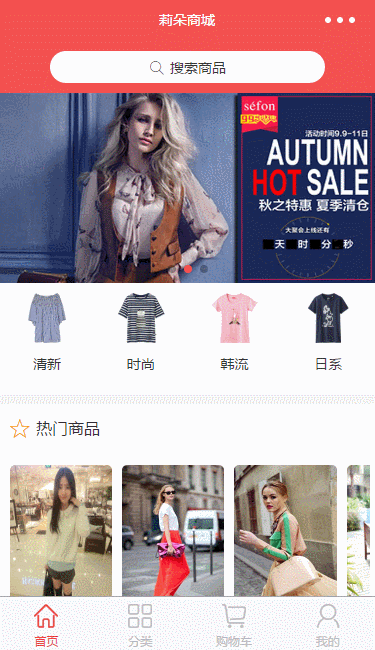 莉朵商城
搜索商品
séfon
活动时间9.9-11日
AUTUMN
HOT SALE
秋之特惠 夏季清仓
大聚会上线还有
天 时 分 秒
清新
时尚
韩流
日系
热门商品
首页
分类
购物车
我的